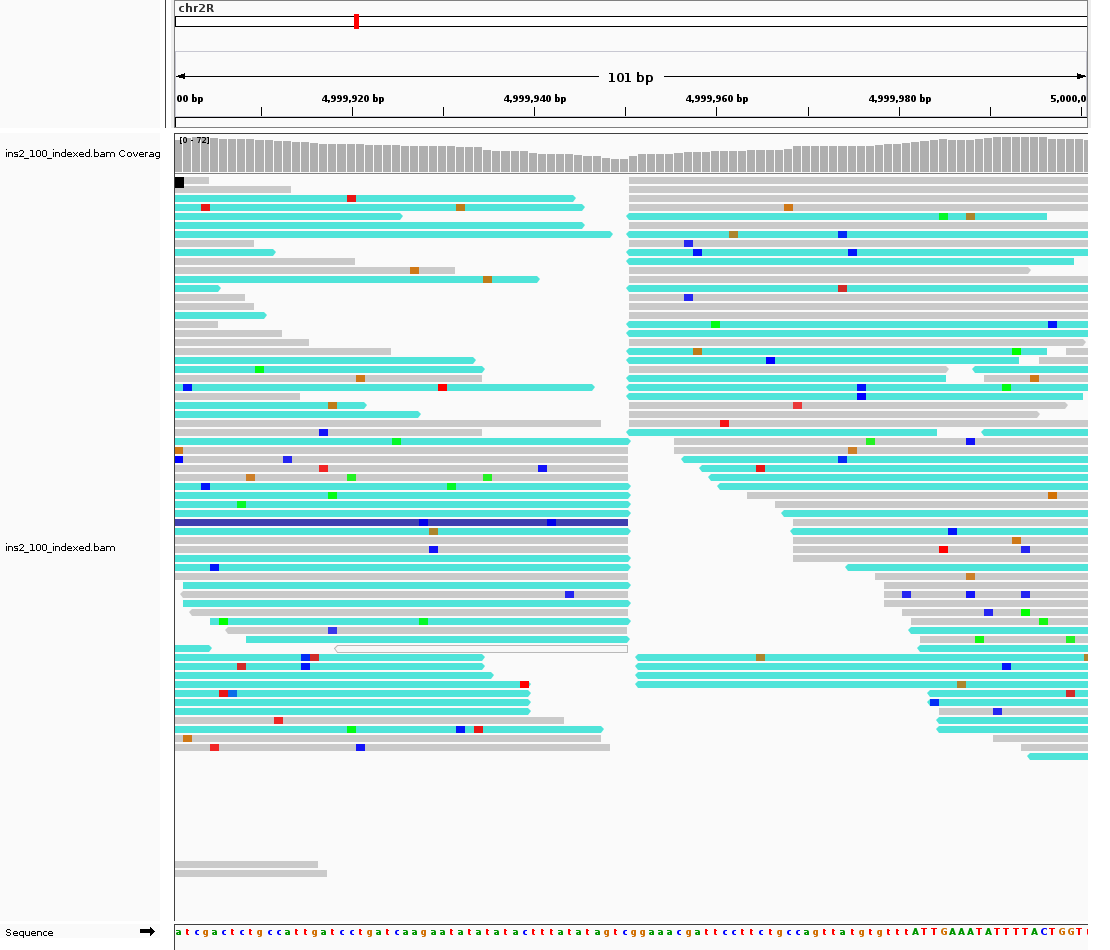 chr2R
101 bp
00 bp 4,999,920 bp 4,999,940 bp 4,999,960 bp 4,999,980 bp 5,000,0
ins2_100_indexed.bam Coverag
[0 - 72]
ins2_100_indexed.bam
Sequence
a t c g a c t c t g c c a t t g a t c c t g a t c a a g a a t a t a t a t a c t t t a t a t a g t c g g a a a c g a t t c c t t c t g c c a g t t a t g t g t t t A T T G A A A T A T T T T A C T G G T